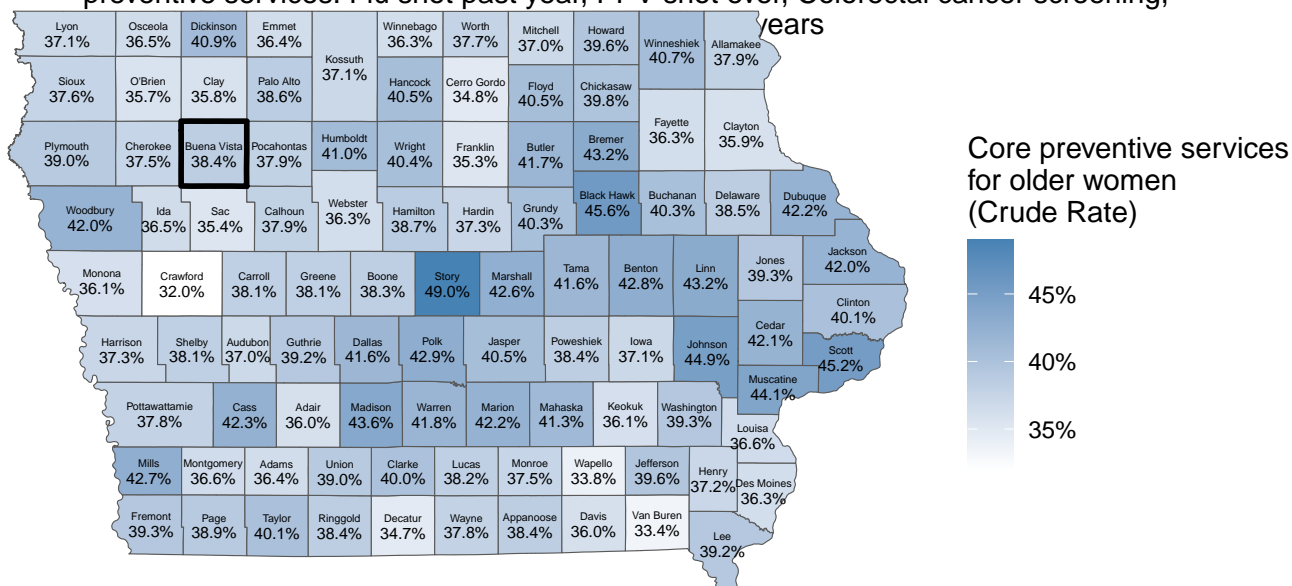 preventive services: Flu shot past year, PPV shot ever, Colorectal cancer screening,
years
Lyon Osceola Dickinson Emmet Winnebago Worth Mitchell Howard Winneshiek Allamakee
37.1% 36.5% 40.9% 36.4% 36.3% 37.7% 37.0% 39.6% 40.7% 37.9%
Kossuth
37.1%
Sioux O'Brien Clay Palo Alto Hancock Cerro Gordo Floyd Chickasaw
37.6% 35.7% 35.8% 38.6% 40.5% 34.8% 40.5% 39.8%
Fayette Clayton
36.3% 35.9%
Plymouth Cherokee Buena Vista Pocahontas Humboldt Wright Franklin Butler Bremer
39.0% 37.5% 38.4% 37.9% 41.0% 40.4% 35.3% 41.7% 43.2%
Woodbury Ida Sac Calhoun Webster Hamilton Hardin Grundy Black Hawk Buchanan Delaware Dubuque
42.0% 36.5% 35.4% 37.9% 36.3% 38.7% 37.3% 40.3% 45.6% 40.3% 38.5% 42.2%
Monona Crawford Carroll Greene Boone Story Marshall Tama Benton Linn Jones Jackson
36.1% 32.0% 38.1% 38.1% 38.3% 49.0% 42.6% 41.6% 42.8% 43.2% 39.3% 42.0%
Clinton
40.1%
Harrison Shelby Audubon Guthrie Dallas Polk Jasper Poweshiek Iowa Johnson Cedar Scott
37.3% 38.1% 37.0% 39.2% 41.6% 42.9% 40.5% 38.4% 37.1% 44.9% 42.1% 45.2%
Muscatine
44.1%
Pottawattamie Cass Adair Madison Warren Marion Mahaska Keokuk Washington
37.8% 42.3% 36.0% 43.6% 41.8% 42.2% 41.3% 36.1% 39.3%
Louisa
36.6%
Mills Montgomery Adams Union Clarke Lucas Monroe Wapello Jefferson Henry Des Moines
42.7% 36.6% 36.4% 39.0% 40.0% 38.2% 37.5% 33.8% 39.6% 37.2% 36.3%
Fremont Page Taylor Ringgold Decatur Wayne Appanoose Davis Van Buren Lee
39.3% 38.9% 40.1% 38.4% 34.7% 37.8% 38.4% 36.0% 33.4% 39.2%
Core preventive services
for older women
(Crude Rate)
45%
40%
35%